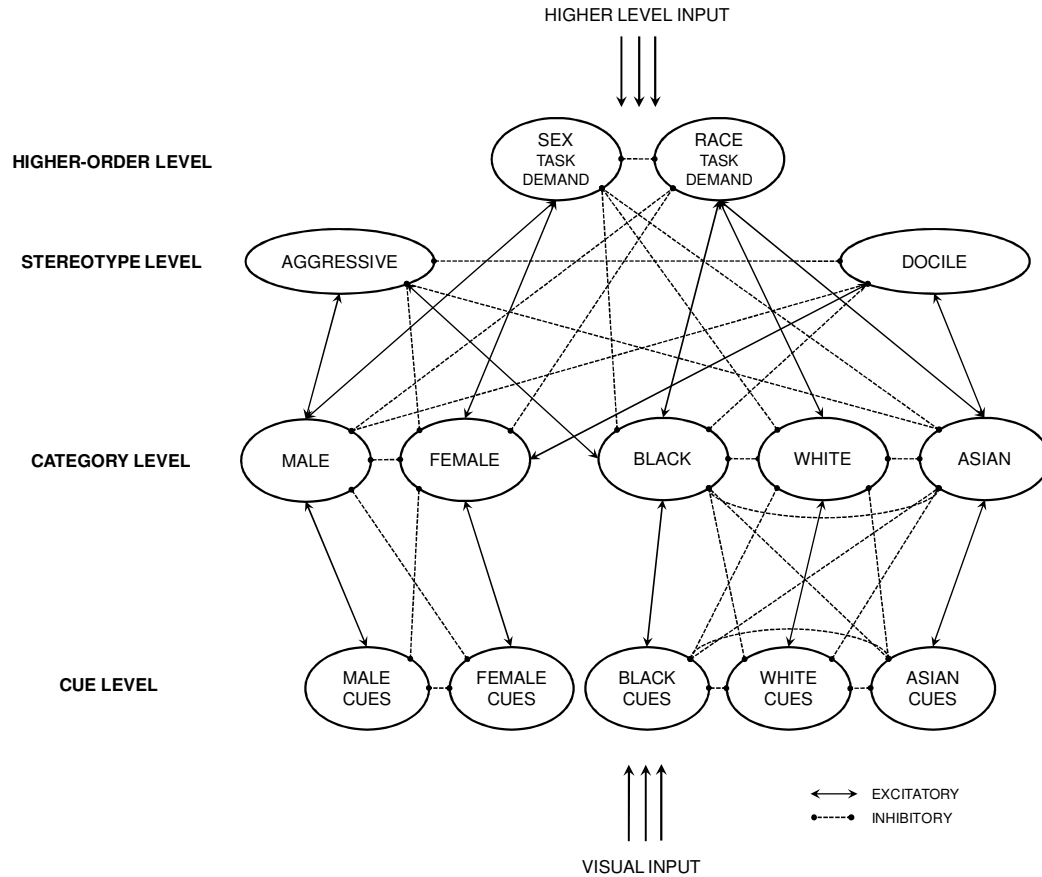 HIGHER LEVEL INPUT
HIGHER-ORDER LEVEL
SEX
TASK
DEMAND
RACE
TASK
DEMAND
STEREOTYPE LEVEL
AGGRESSIVE
DOCILE
CATEGORY LEVEL
MALE
FEMALE
BLACK
WHITE
ASIAN
CUE LEVEL
MALE
CUES
FEMALE
CUES
BLACK
CUES
WHITE
CUES
ASIAN
CUES
EXCITATORY
INHIBITORY
VISUAL INPUT